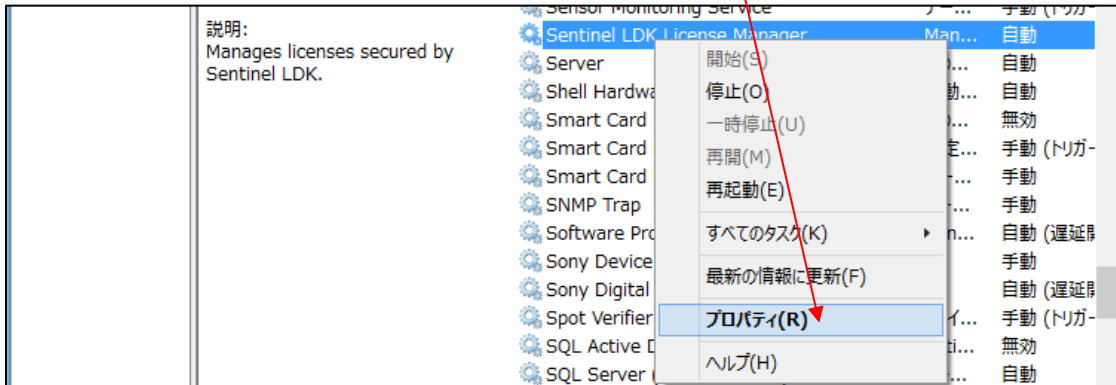 Sensor Monitoring Service
説明:
Manages licenses secured by
Sentinel LDK.
Sentinel LDK License Manager Man... 自動
Server 自動
Shell Hardwa 自動
Smart Card 無効
Smart Card 手動 (トリガー
Smart Card 手動
SNMP Trap 手動
Software Pro 自動 (遅延開
Sony Device 手動
Sony Digital 自動 (遅延開
Spot Verifier 手動 (トリガー
SQL Active D 無効
SQL Server ( 自動
開始(S)
停止(O)
一時停止(U)
再開(M)
再起動(E)
すべてのタスク(K)
最新の情報に更新(F)
プロパティ(R)
ヘルプ(H)